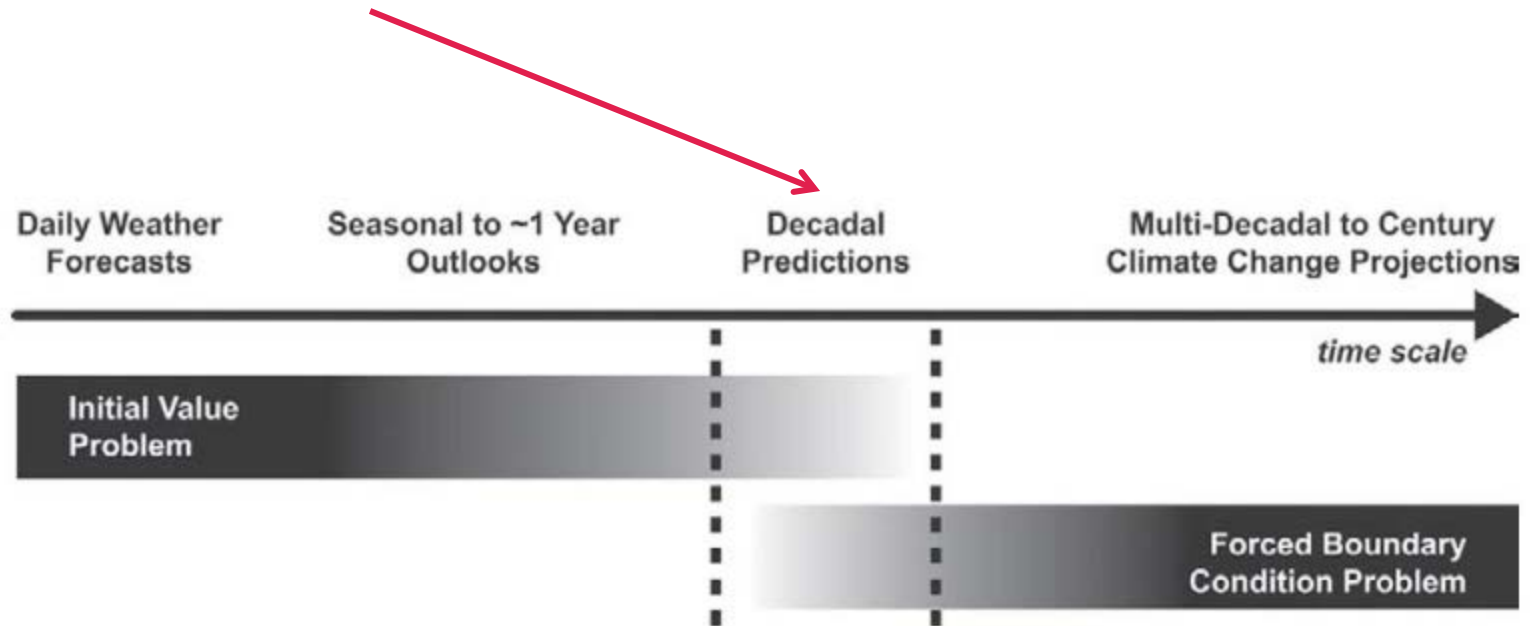 Daily Weather
Forecasts
Seasonal to ~1 Year
Outlooks
Decadal
Predictions
Multi-Decadal to Century
Climate Change Projections
time scale
Initial Value
Problem
Forced Boundary
Condition Problem